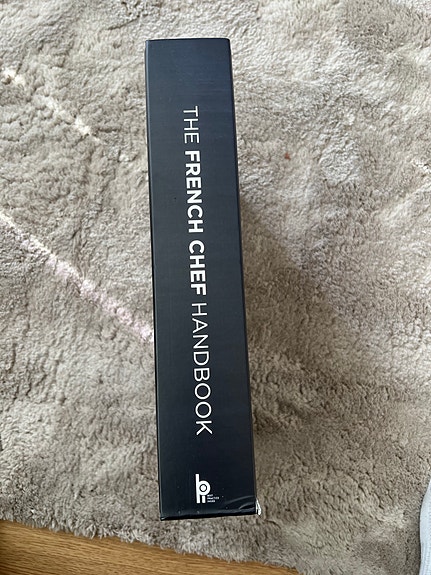 THE FRENCH CHEF HANDBOOK